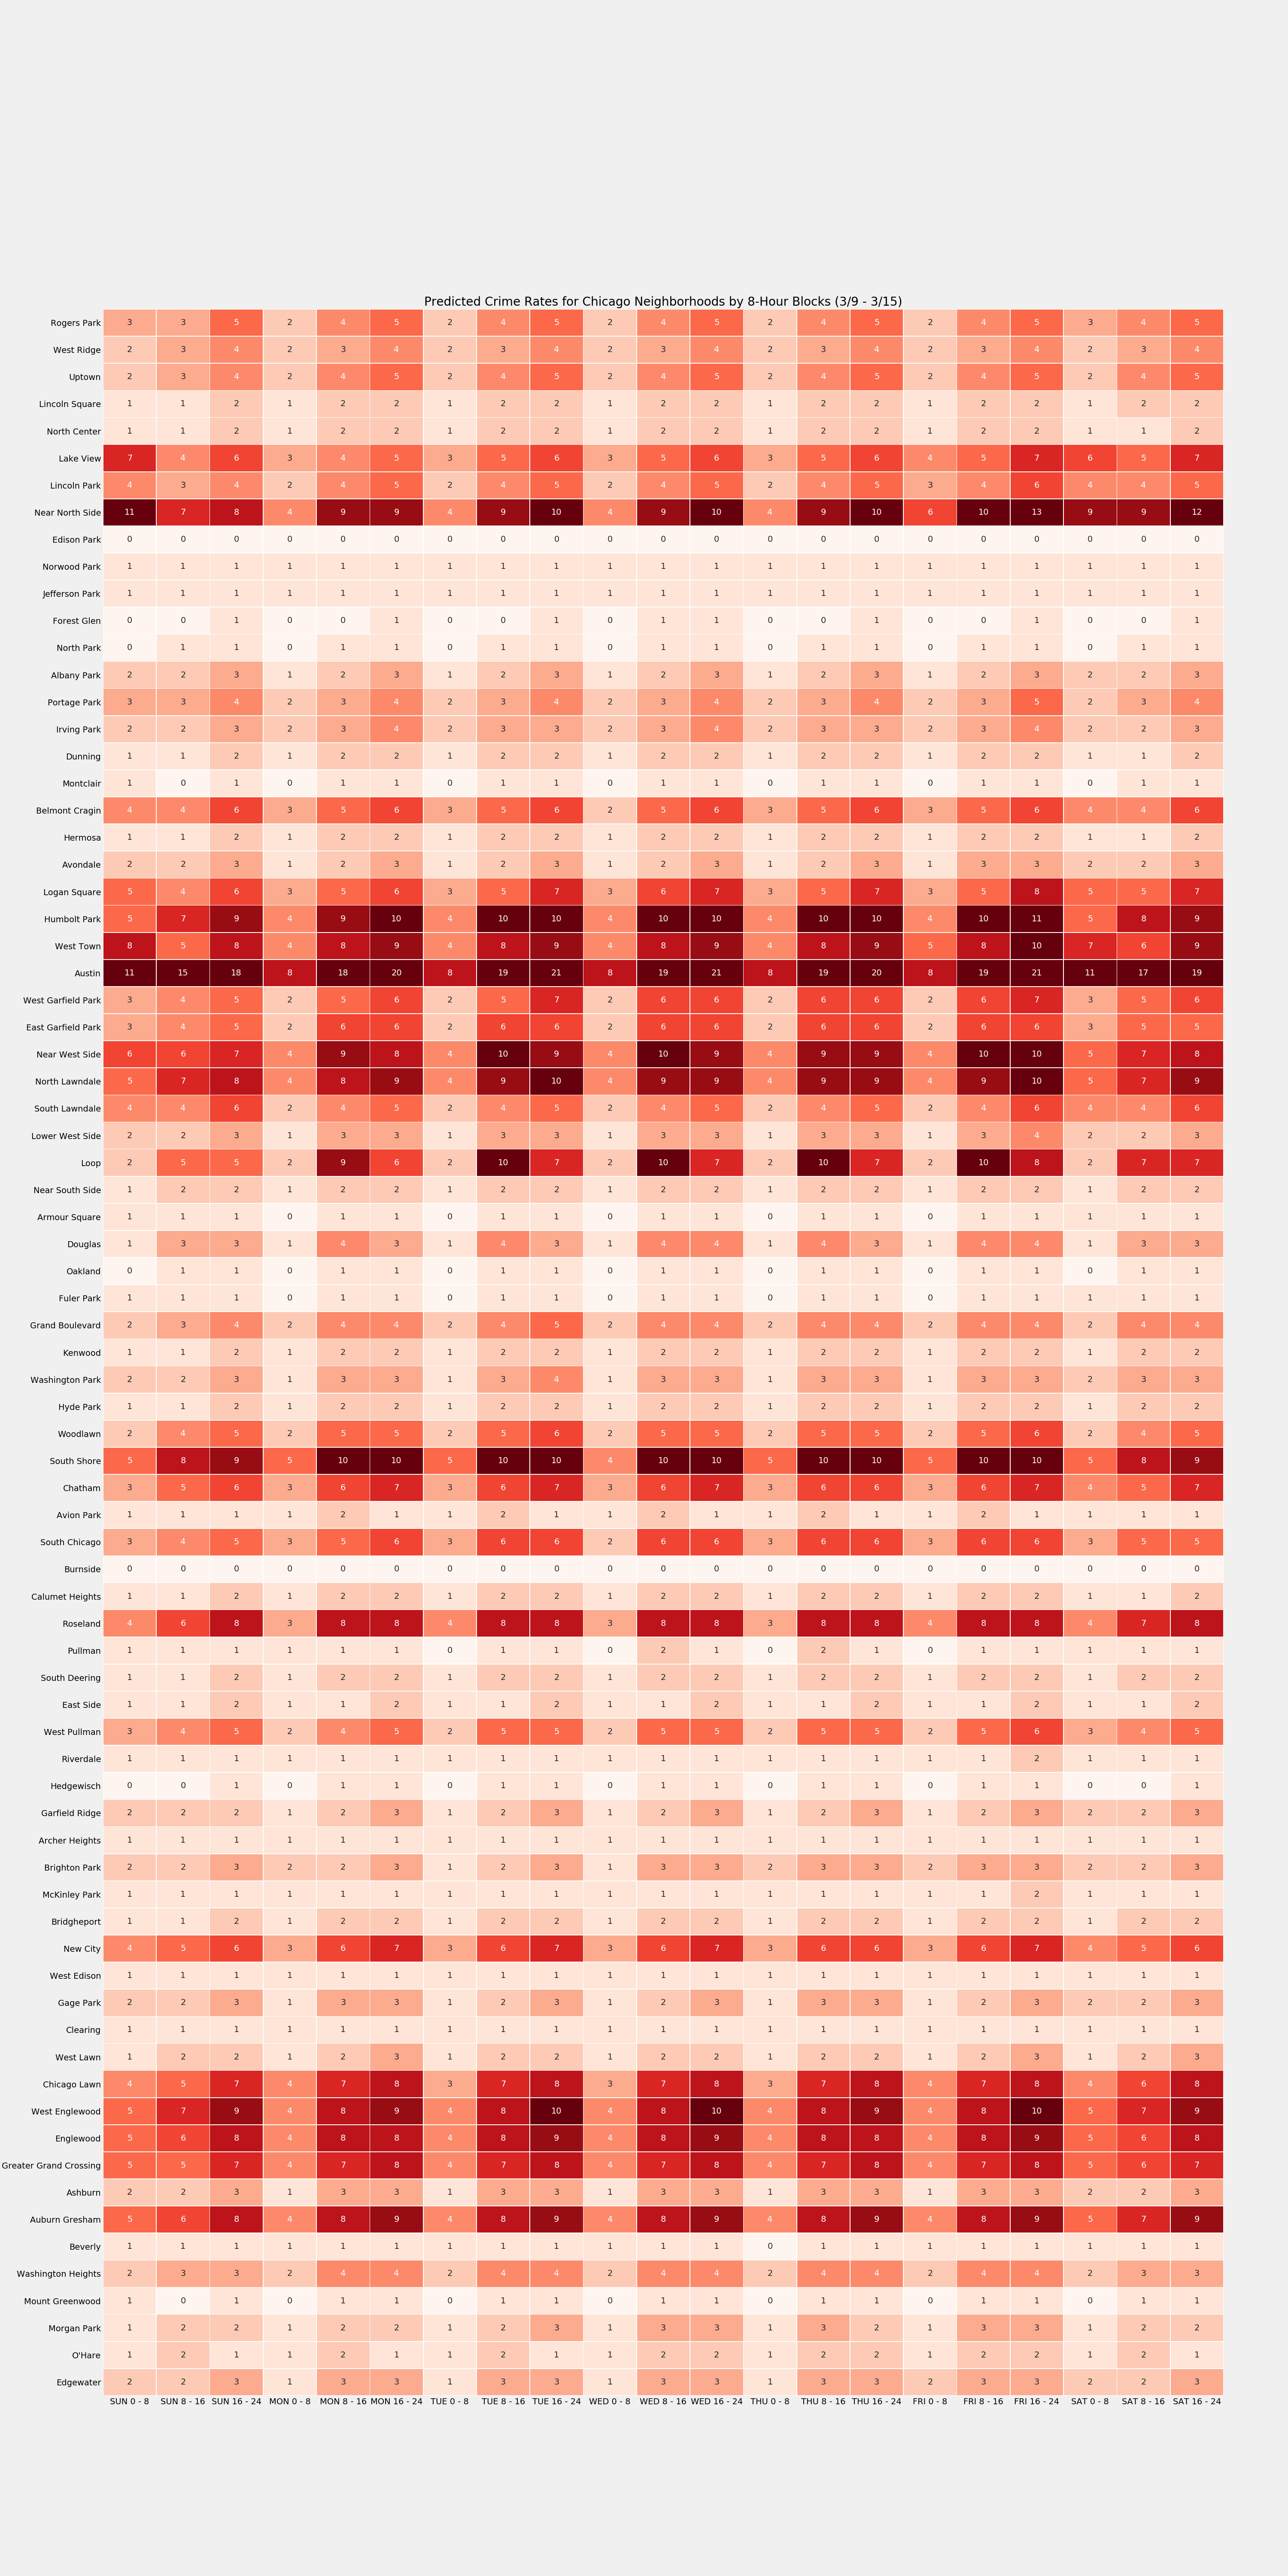 Predicted Crime Rates for Chicago Neighborhoods by 8-Hour Blocks (3/9 - 3/15)
Rogers Park 3 3 5 2 4 5 2 4 5 2 4 5 2 4 5 2 4 5 3 4 5
West Ridge 2 3 4 2 3 4 2 3 4 2 3 4 2 3 4 2 3 4 2 3 4
Uptown 2 3 4 2 4 5 2 4 5 2 4 5 2 4 5 2 4 5 2 4 5
Lincoln Square 1 1 2 1 2 2 1 2 2 1 2 2 1 2 2 1 2 2 1 2 2
North Center 1 1 2 1 2 2 1 2 2 1 2 2 1 2 2 1 2 2 1 1 2
Lake View 7 4 6 3 4 5 3 5 6 3 5 6 3 5 6 4 5 7 6 5 7
Lincoln Park 4 3 4 2 4 5 2 4 5 2 4 5 2 4 5 3 4 6 4 4 5
Near North Side 11 7 8 4 9 9 4 9 10 4 9 10 4 9 10 6 10 13 9 9 12
Edison Park 0 0 0 0 0 0 0 0 0 0 0 0 0 0 0 0 0 0 0 0 0
Norwood Park 1 1 1 1 1 1 1 1 1 1 1 1 1 1 1 1 1 1 1 1 1
Jefferson Park 1 1 1 1 1 1 1 1 1 1 1 1 1 1 1 1 1 1 1 1 1
Forest Glen 0 0 1 0 0 1 0 0 1 0 1 1 0 0 1 0 0 1 0 0 1
North Park 0 1 1 0 1 1 0 1 1 0 1 1 0 1 1 0 1 1 0 1 1
Albany Park 2 2 3 1 2 3 1 2 3 1 2 3 1 2 3 1 2 3 2 2 3
Portage Park 3 3 4 2 3 4 2 3 4 2 3 4 2 3 4 2 3 5 2 3 4
Irving Park 2 2 3 2 3 4 2 3 3 2 3 4 2 3 3 2 3 4 2 2 3
Dunning 1 1 2 1 2 2 1 2 2 1 2 2 1 2 2 1 2 2 1 1 2
Montclair 1 0 1 0 1 1 0 1 1 0 1 1 0 1 1 0 1 1 0 1 1
Belmont Cragin 4 4 6 3 5 6 3 5 6 2 5 6 3 5 6 3 5 6 4 4 6
Hermosa 1 1 2 1 2 2 1 2 2 1 2 2 1 2 2 1 2 2 1 1 2
Avondale 2 2 3 1 2 3 1 2 3 1 2 3 1 2 3 1 3 3 2 2 3
Logan Square 5 4 6 3 5 6 3 5 7 3 6 7 3 5 7 3 5 8 5 5 7
Humbolt Park 5 7 9 4 9 10 4 10 10 4 10 10 4 10 10 4 10 11 5 8 9
West Town 8 5 8 4 8 9 4 8 9 4 8 9 4 8 9 5 8 10 7 6 9
Austin 11 15 18 8 18 20 8 19 21 8 19 21 8 19 20 8 19 21 11 17 19
West Garfield Park 3 4 5 2 5 6 2 5 7 2 6 6 2 6 6 2 6 7 3 5 6
East Garfield Park 3 4 5 2 6 6 2 6 6 2 6 6 2 6 6 2 6 6 3 5 5
Near West Side 6 6 7 4 9 8 4 10 9 4 10 9 4 9 9 4 10 10 5 7 8
North Lawndale 5 7 8 4 8 9 4 9 10 4 9 9 4 9 9 4 9 10 5 7 9
South Lawndale 4 4 6 2 4 5 2 4 5 2 4 5 2 4 5 2 4 6 4 4 6
Lower West Side 2 2 3 1 3 3 1 3 3 1 3 3 1 3 3 1 3 4 2 2 3
Loop 2 5 5 2 9 6 2 10 7 2 10 7 2 10 7 2 10 8 2 7 7
Near South Side 1 2 2 1 2 2 1 2 2 1 2 2 1 2 2 1 2 2 1 2 2
Armour Square 1 1 1 0 1 1 0 1 1 0 1 1 0 1 1 0 1 1 1 1 1
Douglas 1 3 3 1 4 3 1 4 3 1 4 4 1 4 3 1 4 4 1 3 3
Oakland 0 1 1 0 1 1 0 1 1 0 1 1 0 1 1 0 1 1 0 1 1
Fuler Park 1 1 1 0 1 1 0 1 1 0 1 1 0 1 1 0 1 1 1 1 1
Grand Boulevard 2 3 4 2 4 4 2 4 5 2 4 4 2 4 4 2 4 4 2 4 4
Kenwood 1 1 2 1 2 2 1 2 2 1 2 2 1 2 2 1 2 2 1 2 2
Washington Park 2 2 3 1 3 3 1 3 4 1 3 3 1 3 3 1 3 3 2 3 3
Hyde Park 1 1 2 1 2 2 1 2 2 1 2 2 1 2 2 1 2 2 1 2 2
Woodlawn 2 4 5 2 5 5 2 5 6 2 5 5 2 5 5 2 5 6 2 4 5
South Shore 5 8 9 5 10 10 5 10 10 4 10 10 5 10 10 5 10 10 5 8 9
Chatham 3 5 6 3 6 7 3 6 7 3 6 7 3 6 6 3 6 7 4 5 7
Avion Park 1 1 1 1 2 1 1 2 1 1 2 1 1 2 1 1 2 1 1 1 1
South Chicago 3 4 5 3 5 6 3 6 6 2 6 6 3 6 6 3 6 6 3 5 5
Burnside 0 0 0 0 0 0 0 0 0 0 0 0 0 0 0 0 0 0 0 0 0
Calumet Heights 1 1 2 1 2 2 1 2 2 1 2 2 1 2 2 1 2 2 1 1 2
Roseland 4 6 8 3 8 8 4 8 8 3 8 8 3 8 8 4 8 8 4 7 8
Pullman 1 1 1 1 1 1 0 1 1 0 2 1 0 2 1 0 1 1 1 1 1
South Deering 1 1 2 1 2 2 1 2 2 1 2 2 1 2 2 1 2 2 1 2 2
East Side 1 1 2 1 1 2 1 1 2 1 1 2 1 1 2 1 1 2 1 1 2
West Pullman 3 4 5 2 4 5 2 5 5 2 5 5 2 5 5 2 5 6 3 4 5
Riverdale 1 1 1 1 1 1 1 1 1 1 1 1 1 1 1 1 1 2 1 1 1
Hedgewisch 0 0 1 0 1 1 0 1 1 0 1 1 0 1 1 0 1 1 0 0 1
Garfield Ridge 2 2 2 1 2 3 1 2 3 1 2 3 1 2 3 1 2 3 2 2 3
Archer Heights 1 1 1 1 1 1 1 1 1 1 1 1 1 1 1 1 1 1 1 1 1
Brighton Park 2 2 3 2 2 3 1 2 3 1 3 3 2 3 3 2 3 3 2 2 3
McKinley Park 1 1 1 1 1 1 1 1 1 1 1 1 1 1 1 1 1 2 1 1 1
Bridgheport 1 1 2 1 2 2 1 2 2 1 2 2 1 2 2 1 2 2 1 2 2
New City 4 5 6 3 6 7 3 6 7 3 6 7 3 6 6 3 6 7 4 5 6
West Edison 1 1 1 1 1 1 1 1 1 1 1 1 1 1 1 1 1 1 1 1 1
Gage Park 2 2 3 1 3 3 1 2 3 1 2 3 1 3 3 1 2 3 2 2 3
Clearing 1 1 1 1 1 1 1 1 1 1 1 1 1 1 1 1 1 1 1 1 1
West Lawn 1 2 2 1 2 3 1 2 2 1 2 2 1 2 2 1 2 3 1 2 3
Chicago Lawn 4 5 7 4 7 8 3 7 8 3 7 8 3 7 8 4 7 8 4 6 8
West Englewood 5 7 9 4 8 9 4 8 10 4 8 10 4 8 9 4 8 10 5 7 9
Englewood 5 6 8 4 8 8 4 8 9 4 8 9 4 8 8 4 8 9 5 6 8
Greater Grand Crossing 5 5 7 4 7 8 4 7 8 4 7 8 4 7 8 4 7 8 5 6 7
Ashburn 2 2 3 1 3 3 1 3 3 1 3 3 1 3 3 1 3 3 2 2 3
Auburn Gresham 5 6 8 4 8 9 4 8 9 4 8 9 4 8 9 4 8 9 5 7 9
Beverly 1 1 1 1 1 1 1 1 1 1 1 1 0 1 1 1 1 1 1 1 1
Washington Heights 2 3 3 2 4 4 2 4 4 2 4 4 2 4 4 2 4 4 2 3 3
Mount Greenwood 1 0 1 0 1 1 0 1 1 0 1 1 0 1 1 0 1 1 0 1 1
Morgan Park 1 2 2 1 2 2 1 2 3 1 3 3 1 3 2 1 3 3 1 2 2
O'Hare 1 2 1 1 2 1 1 2 1 1 2 2 1 2 2 1 2 2 1 2 1
Edgewater 2 2 3 1 3 3 1 3 3 1 3 3 1 3 3 2 3 3 2 2 3
SUN 0 - 8 SUN 8 - 16 SUN 16 - 24 MON 0 - 8 MON 8 - 16 MON 16 - 24 TUE 0 - 8 TUE 8 - 16 TUE 16 - 24 WED 0 - 8 WED 8 - 16 WED 16 - 24 THU 0 - 8 THU 8 - 16 THU 16 - 24 FRI 0 - 8 FRI 8 - 16 FRI 16 - 24 SAT 0 - 8 SAT 8 - 16 SAT 16 - 24